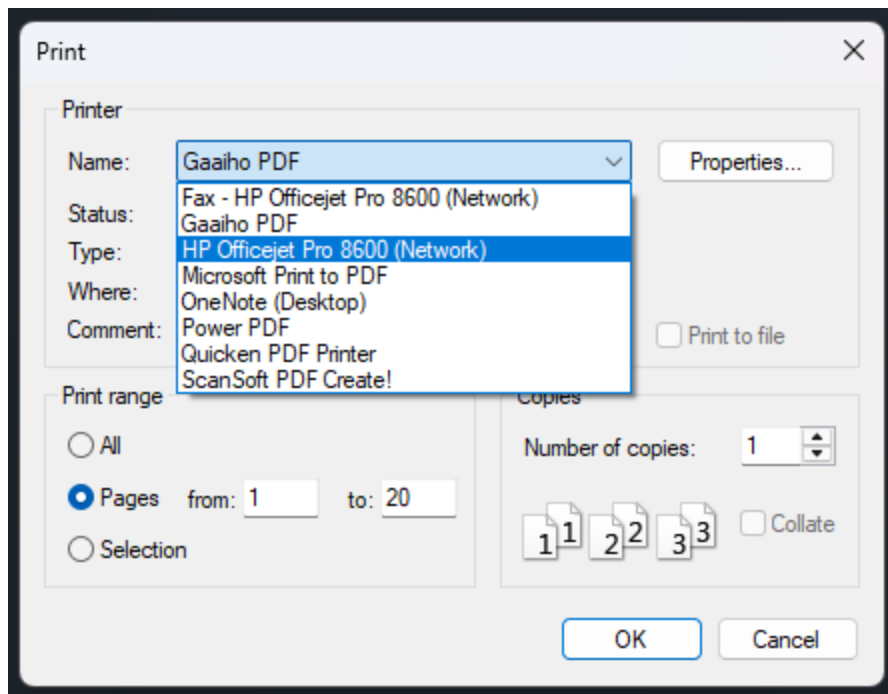 Print
Printer
Name: Gaaiho PDF Properties...
Fax - HP Officejet Pro 8600 (Network)
Status:
Gaaiho PDF
Type: HP Officejet Pro 8600 (Network)
Microsoft Print to PDF
Where: OneNote (Desktop)
Comment: Power PDF Print to file
Quicken PDF Printer
ScanSoft PDF Create!
Print range Copies
All Number of copies: 1
Pages from: 1 to: 20
1 1 2 2 3 3 Collate
Selection
OK Cancel